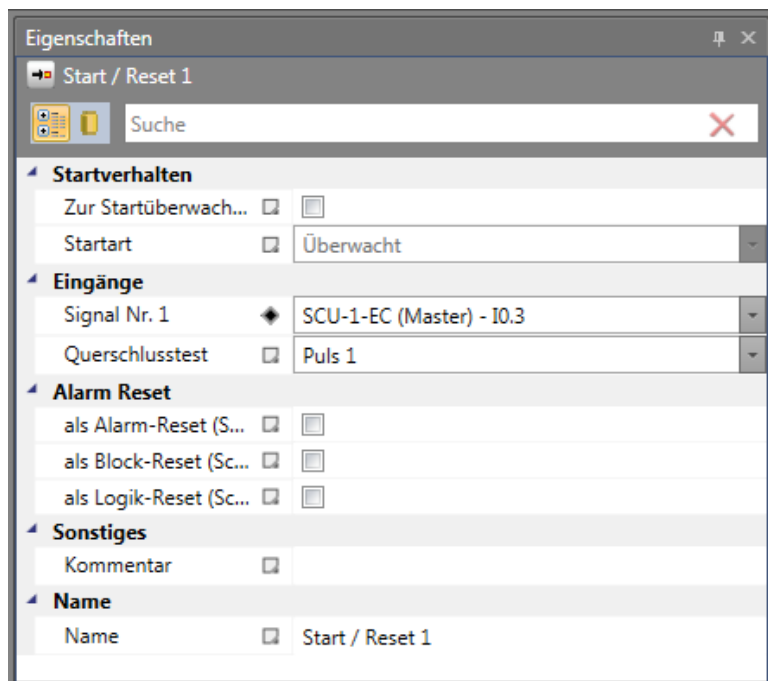 Eigenschaften
Start / Reset 1
Suche
Startverhalten
Zur Startüberwach...
Startart Überwacht
Eingänge
Signal Nr. 1 SCU-1-EC (Master) - I0.3
Querschlusstest Puls 1
Alarm Reset
als Alarm-Reset (S...
als Block-Reset (Sc...
als Logik-Reset (Sc...
Sonstiges
Kommentar
Name
Name Start / Reset 1